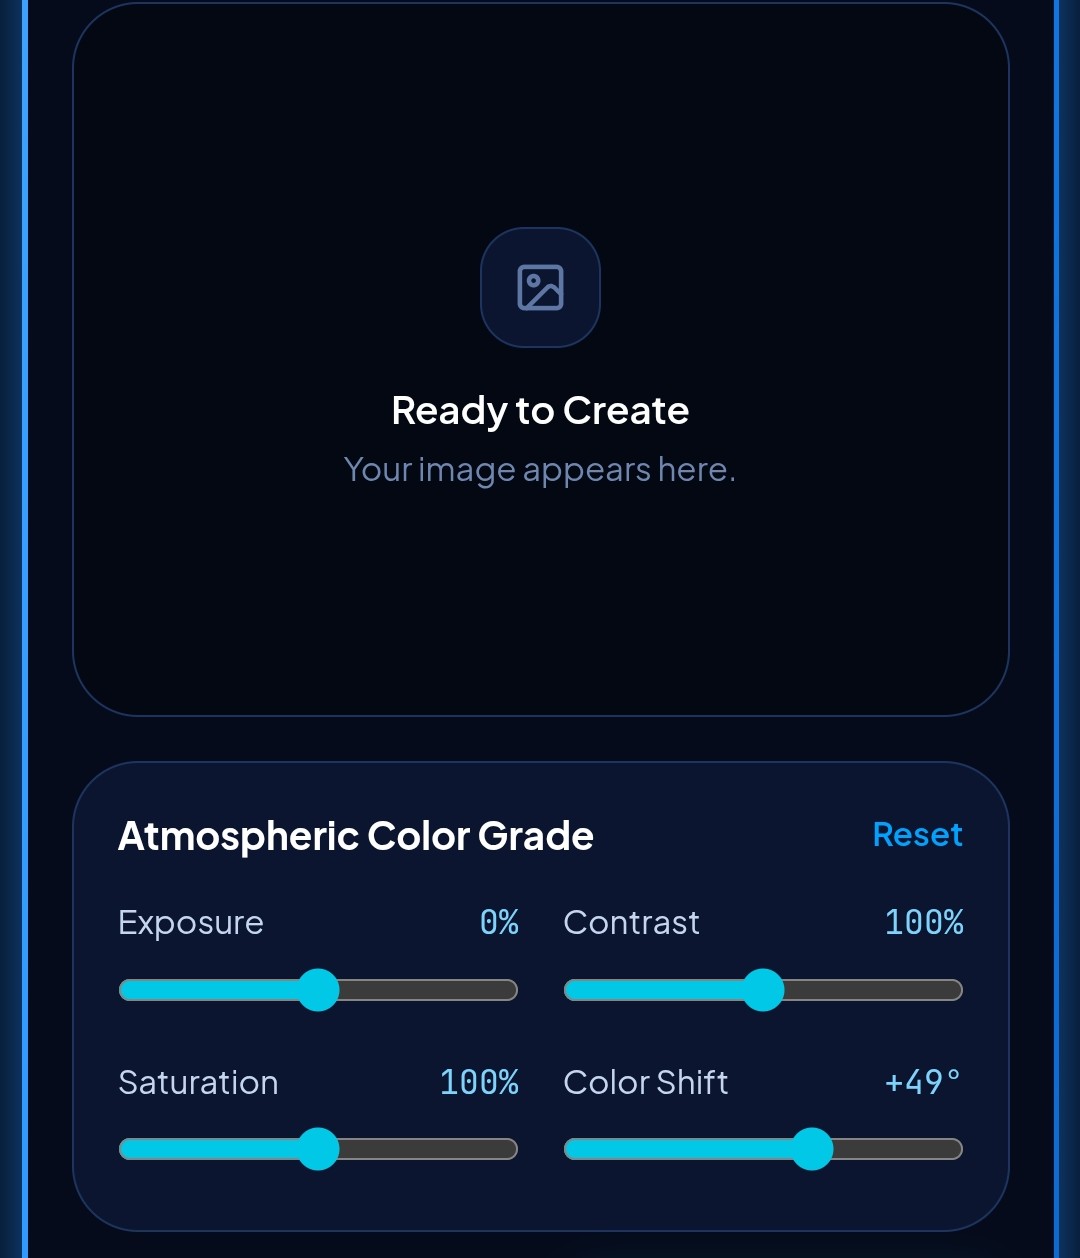 Ready to Create
Your image appears here.
Atmospheric Color Grade Reset
Exposure 0% Contrast 100%
Saturation 100% Color Shift +49°